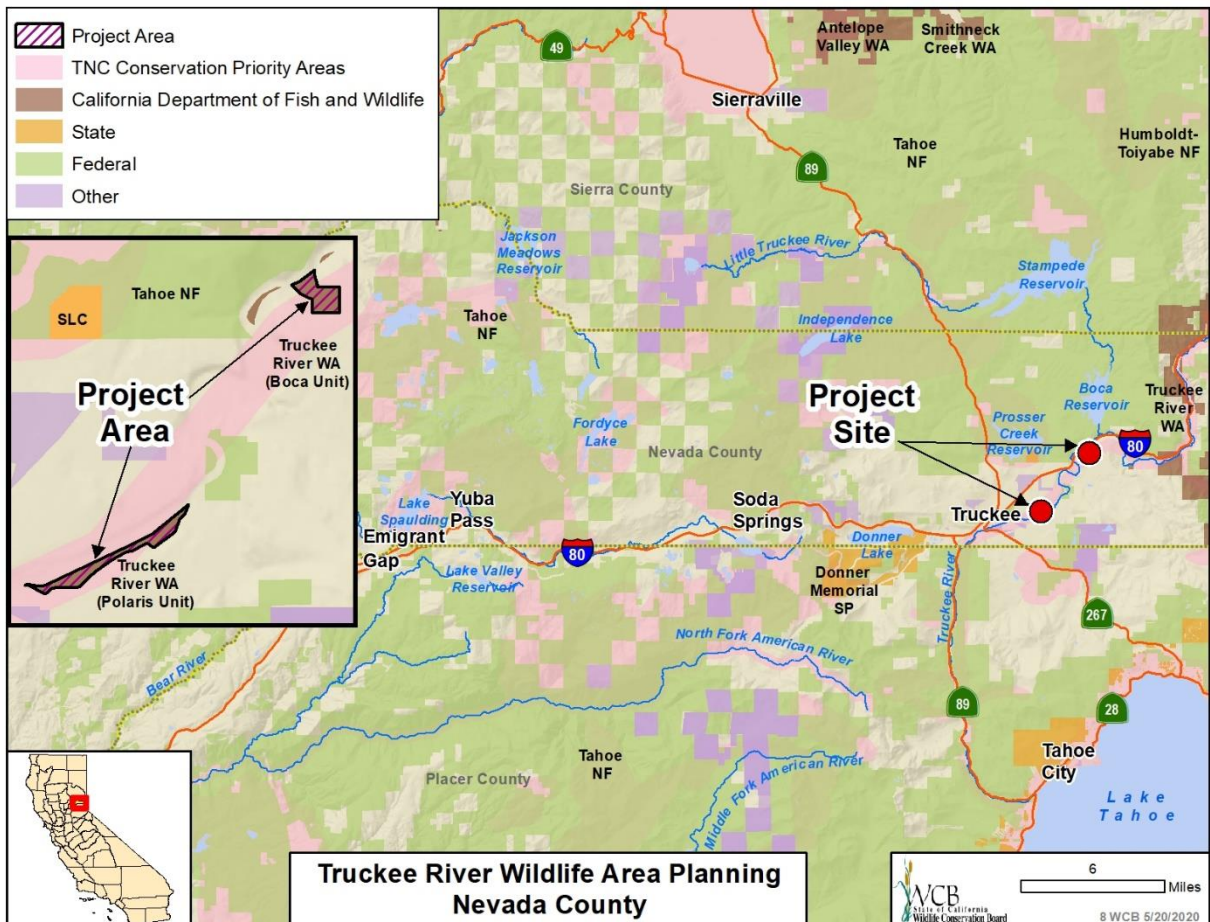 Project Area
TNC Conservation Priority Areas
California Department of Fish and Wildlife
State
Federal
Other
49
Antelope
Valley WA
Smithneck
Creek WA
Sierraville
Tahoe
NF
Humboldt-
Toiyabe NF
89
Sierra County
Jackson
Meadows
Reservoir
Little Truckee River
Stampede
Reservoir
Tahoe
NF
Independence
Lake
Tahoe NF
SLC
Truckee
River WA
(Boca Unit)
Project
Area
Truckee
River WA
(Polaris Unit)
Project
Site
Boca
Reservoir
Truckee
River
WA
Prosser
Creek
Reservoir
80
Fordyce
Lake
Nevada County
Truckee
Lake
Spaulding
Yuba
Pass
Emigrant
Gap
Soda
Springs
80
Donner
Lake
Lake Valley
Reservoir
Donner
Memorial
SP
Truckee River
267
North Fork American River
Bear River
89
28
Tahoe
City
Tahoe
NF
Placer County
Middle Fork American River
Lake
Tahoe
Truckee River Wildlife Area Planning
Nevada County
WCB
State of California
Wildlife Conservation Board
6
Miles
8 WCB 5/20/2020